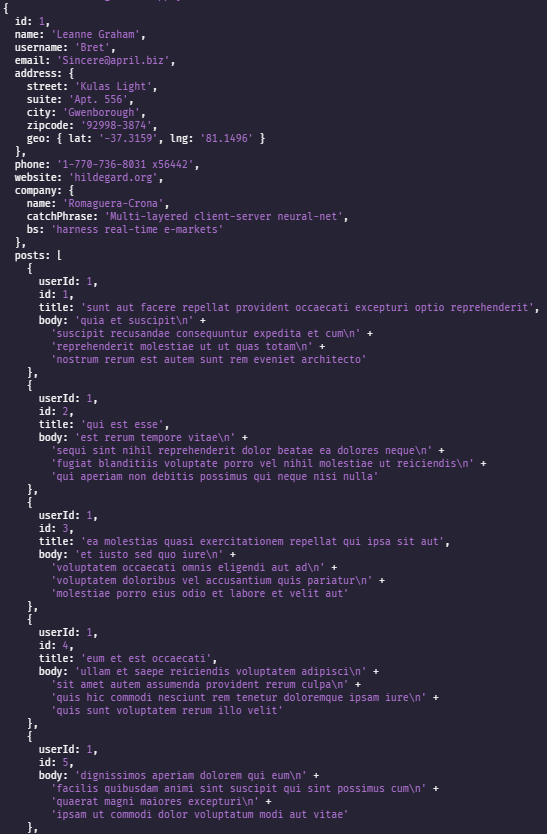 {
  id: 1,
  name: 'Leanne Graham',
  username: 'Bret',
  email: 'Sincere@april.biz',
  address: {
    street: 'Kulas Light',
    suite: 'Apt. 556',
    city: 'Gwenborough',
    zipcode: '92998-3874',
    geo: { lat: '-37.3159', lng: '81.1496' }
  },
  phone: '1-770-736-8031 x56442',
  website: 'hildegard.org',
  company: {
    name: 'Romaguera-Crona',
    catchPhrase: 'Multi-layered client-server neural-net',
    bs: 'harness real-time e-markets'
  },
  posts: [
    {
      userId: 1,
      id: 1,
      title: 'sunt aut facere repellat provident occaecati excepturi optio reprehenderit',
      body: 'quia et suscipit\n' +
        'suscipit recusandae consequuntur expedita et cum\n' +
        'reprehenderit molestiae ut ut quas totam\n' +
        'nostrum rerum est autem sunt rem eveniet architecto'
    },
    {
      userId: 1,
      id: 2,
      title: 'qui est esse',
      body: 'est rerum tempore vitae\n' +
        'sequi sint nihil reprehenderit dolor beatae ea dolores neque\n' +
        'fugiat blanditiis voluptate porro vel nihil molestiae ut reiciendis\n' +
        'qui aperiam non debitis possimus qui neque nisi nulla'
    },
    {
      userId: 1,
      id: 3,
      title: 'ea molestias quasi exercitationem repellat qui ipsa sit aut',
      body: 'et iusto sed quo iure\n' +
        'voluptatem occaecati omnis eligendi aut ad\n' +
        'voluptatem doloribus vel accusantium quis pariatur\n' +
        'molestiae porro eius odio et labore et velit aut'
    },
    {
      userId: 1,
      id: 4,
      title: 'eum et est occaecati',
      body: 'ullam et saepe reiciendis voluptatem adipisci\n' +
        'sit amet autem assumenda provident rerum culpa\n' +
        'quis hic commodi nesciunt rem tenetur doloremque ipsam iure\n' +
        'quis sunt voluptatem rerum illo velit'
    },
    {
      userId: 1,
      id: 5,
      body: 'dignissimos aperiam dolorem qui eum\n' +
        'facilis quibusdam animi sint suscipit qui sint possimus cum\n' +
        'quaerat magni maiores excepturi\n' +
        'ipsam ut commodi dolor voluptatum modi aut vitae'
    },